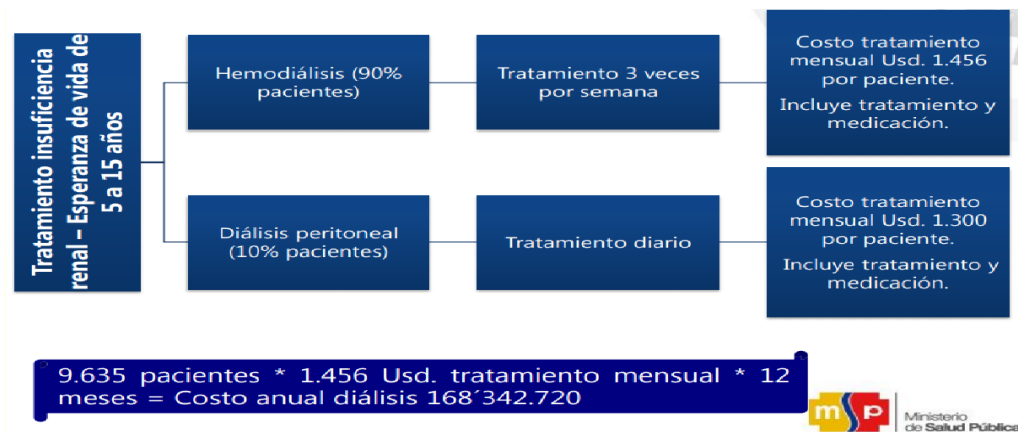 Tratamiento insuficiencia
renal – Esperanza de vida de
5 a 15 años
Hemodiálisis (90%
pacientes)
Tratamiento 3 veces
por semana
Costo tratamiento
mensual Usd. 1.456
por paciente.
Incluye tratamiento y
medicación.
Diálisis peritoneal
(10% pacientes)
Tratamiento diario
Costo tratamiento
mensual Usd. 1.300
por paciente.
Incluye tratamiento y
medicación.
9.635 pacientes * 1.456 Usd. tratamiento mensual * 12
meses = Costo anual diálisis 168´342.720
msp
Ministerio
de Salud Pública